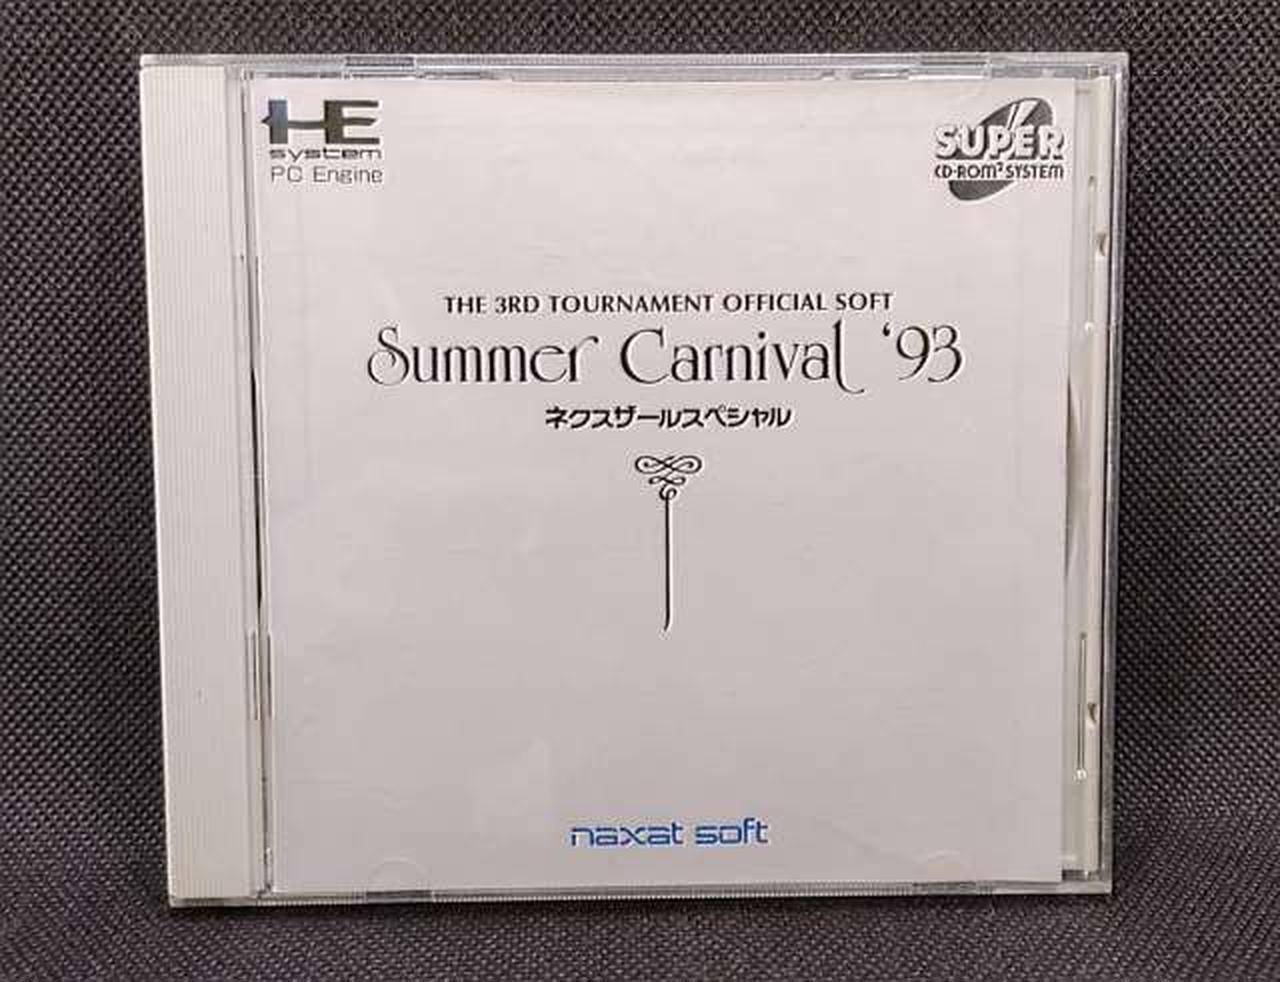 HE
system
PC Engine
SUPER
CD-ROM² SYSTEM
THE 3RD TOURNAMENT OFFICIAL SOFT
Summer Carnival ‘93
ネクスザールスペシャル
naxat soft